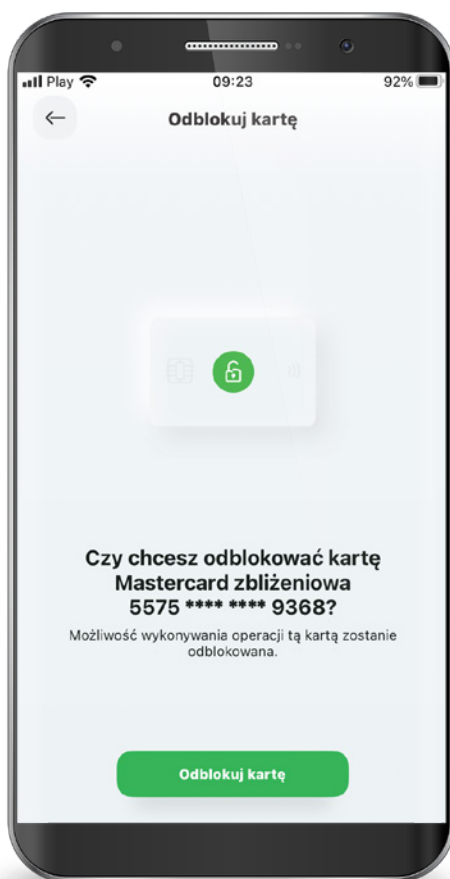 Play 09:23 92%
Odblokuj kartę
Czy chcesz odblokować kartę
Mastercard zbliżeniowa
5575 **** **** 9368?
Możliwość wykonywania operacji tą kartą zostanie
odblokowana.
Odblokuj kartę